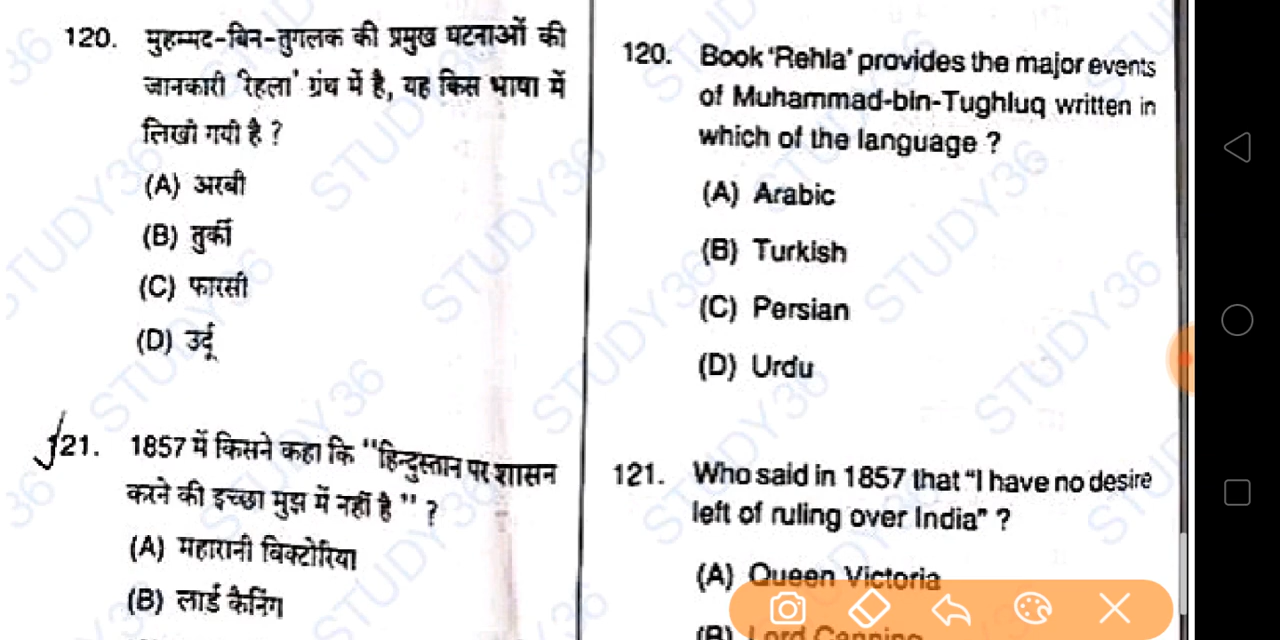 120. मुहम्मद-बिन-तुगलक की प्रमुख घटनाओं की
जानकारी 'रेहला' ग्रंथ में है, यह किस भाषा में
लिखी गयी है ?
(A) अरबी
(B) तुर्की
(C) फारसी
(D) उर्दू
121. 1857 में किसने कहा कि "हिन्दुस्तान पर शासन
करने की इच्छा मुझ में नहीं है" ?
(A) महारानी विक्टोरिया
(B) लार्ड कैनिंग
120. Book 'Rehla' provides the major events
of Muhammad-bin-Tughluq written in
which of the language ?
(A) Arabic
(B) Turkish
(C) Persian
(D) Urdu
121. Who said in 1857 that "I have no desire
left of ruling over India" ?
(A) Queen Victoria
(B) Lord Canning
STUDY36